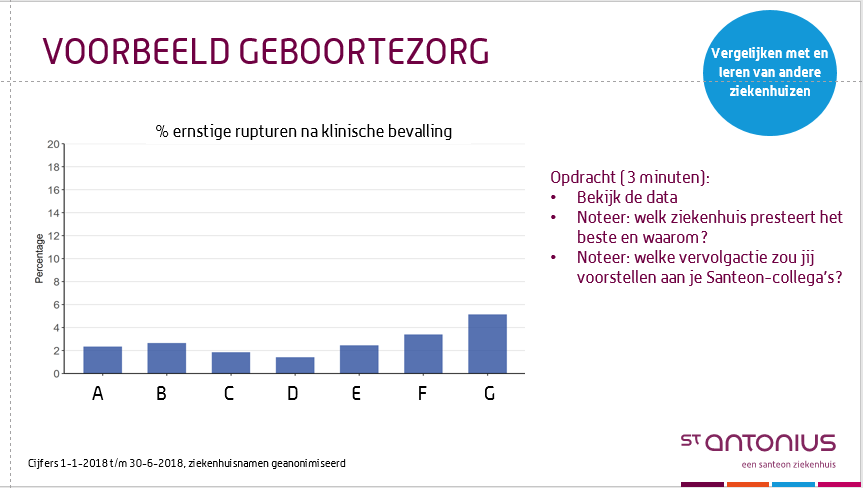 VOORBEELD GEBOORTEZORG
Vergelijken met en
leren van andere
ziekenhuizen
% ernstige rupturen na klinische bevalling
Percentage
20
18
16
14
12
10
8
6
4
2
0
A B C D E F G
Opdracht (3 minuten):
• Bekijk de data
• Noteer: welk ziekenhuis presteert het
beste en waarom?
• Noteer: welke vervolgactie zou jij
voorstellen aan je Santeon-collega's?
Cijfers 1-1-2018 t/m 30-6-2018, ziekenhuisnamen geanonimiseerd
ST ANTONIUS
een santeon ziekenhuis